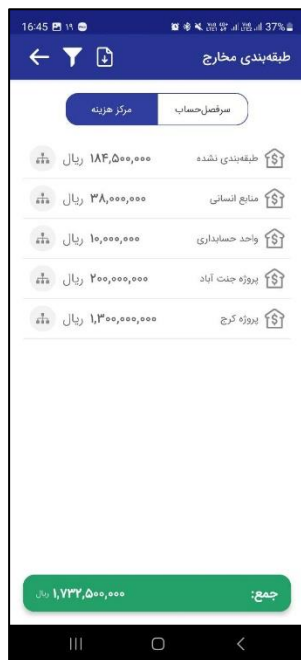 16:45 ۱۹ 37%
طبقه‌بندی مخارج
سرفصل‌حساب مرکز هزینه
طبقه‌بندی نشده ۱۸۴,۵۰۰,۰۰۰ ریال
منابع انسانی ۳۸,۰۰۰,۰۰۰ ریال
واحد حسابداری ۱۰,۰۰۰,۰۰۰ ریال
پروژه جنت آباد ۲۰۰,۰۰۰,۰۰۰ ریال
پروژه کرج ۱,۳۰۰,۰۰۰,۰۰۰ ریال
جمع: ۱,۷۳۲,۵۰۰,۰۰۰ ریال